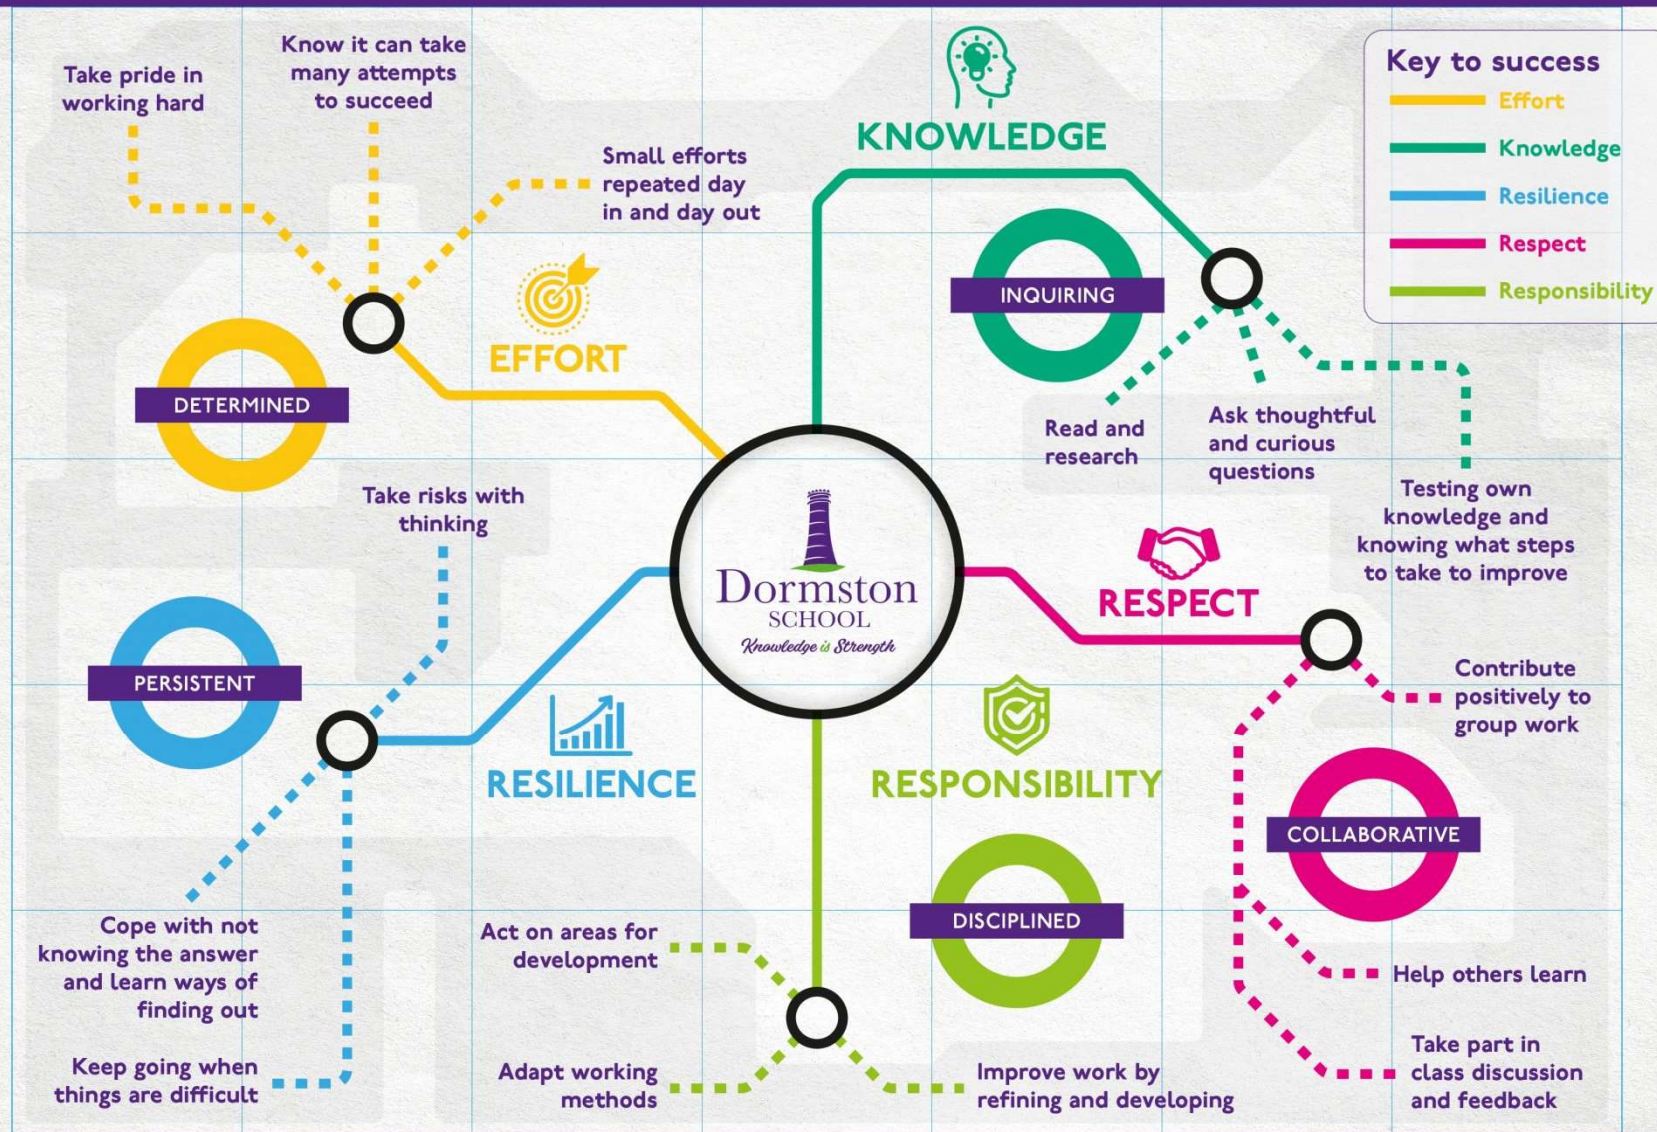 Take pride in
working hard
Know it can take
many attempts
to succeed
Small efforts
repeated day
in and day out
EFFORT
DETERMINED
KNOWLEDGE
INQUIRING
Read and
research
Ask thoughtful
and curious
questions
Testing own
knowledge and
knowing what steps
to take to improve
Key to success
Effort
Knowledge
Resilience
Respect
Responsibility
Dormston
SCHOOL
Knowledge is Strength
Take risks with
thinking
PERSISTENT
RESILIENCE
Cope with not
knowing the answer
and learn ways of
finding out
Keep going when
things are difficult
RESPONSIBILITY
DISCIPLINED
Act on areas for
development
Adapt working
methods
Improve work by
refining and developing
RESPECT
Contribute
positively to
group work
COLLABORATIVE
Help others learn
Take part in
class discussion
and feedback